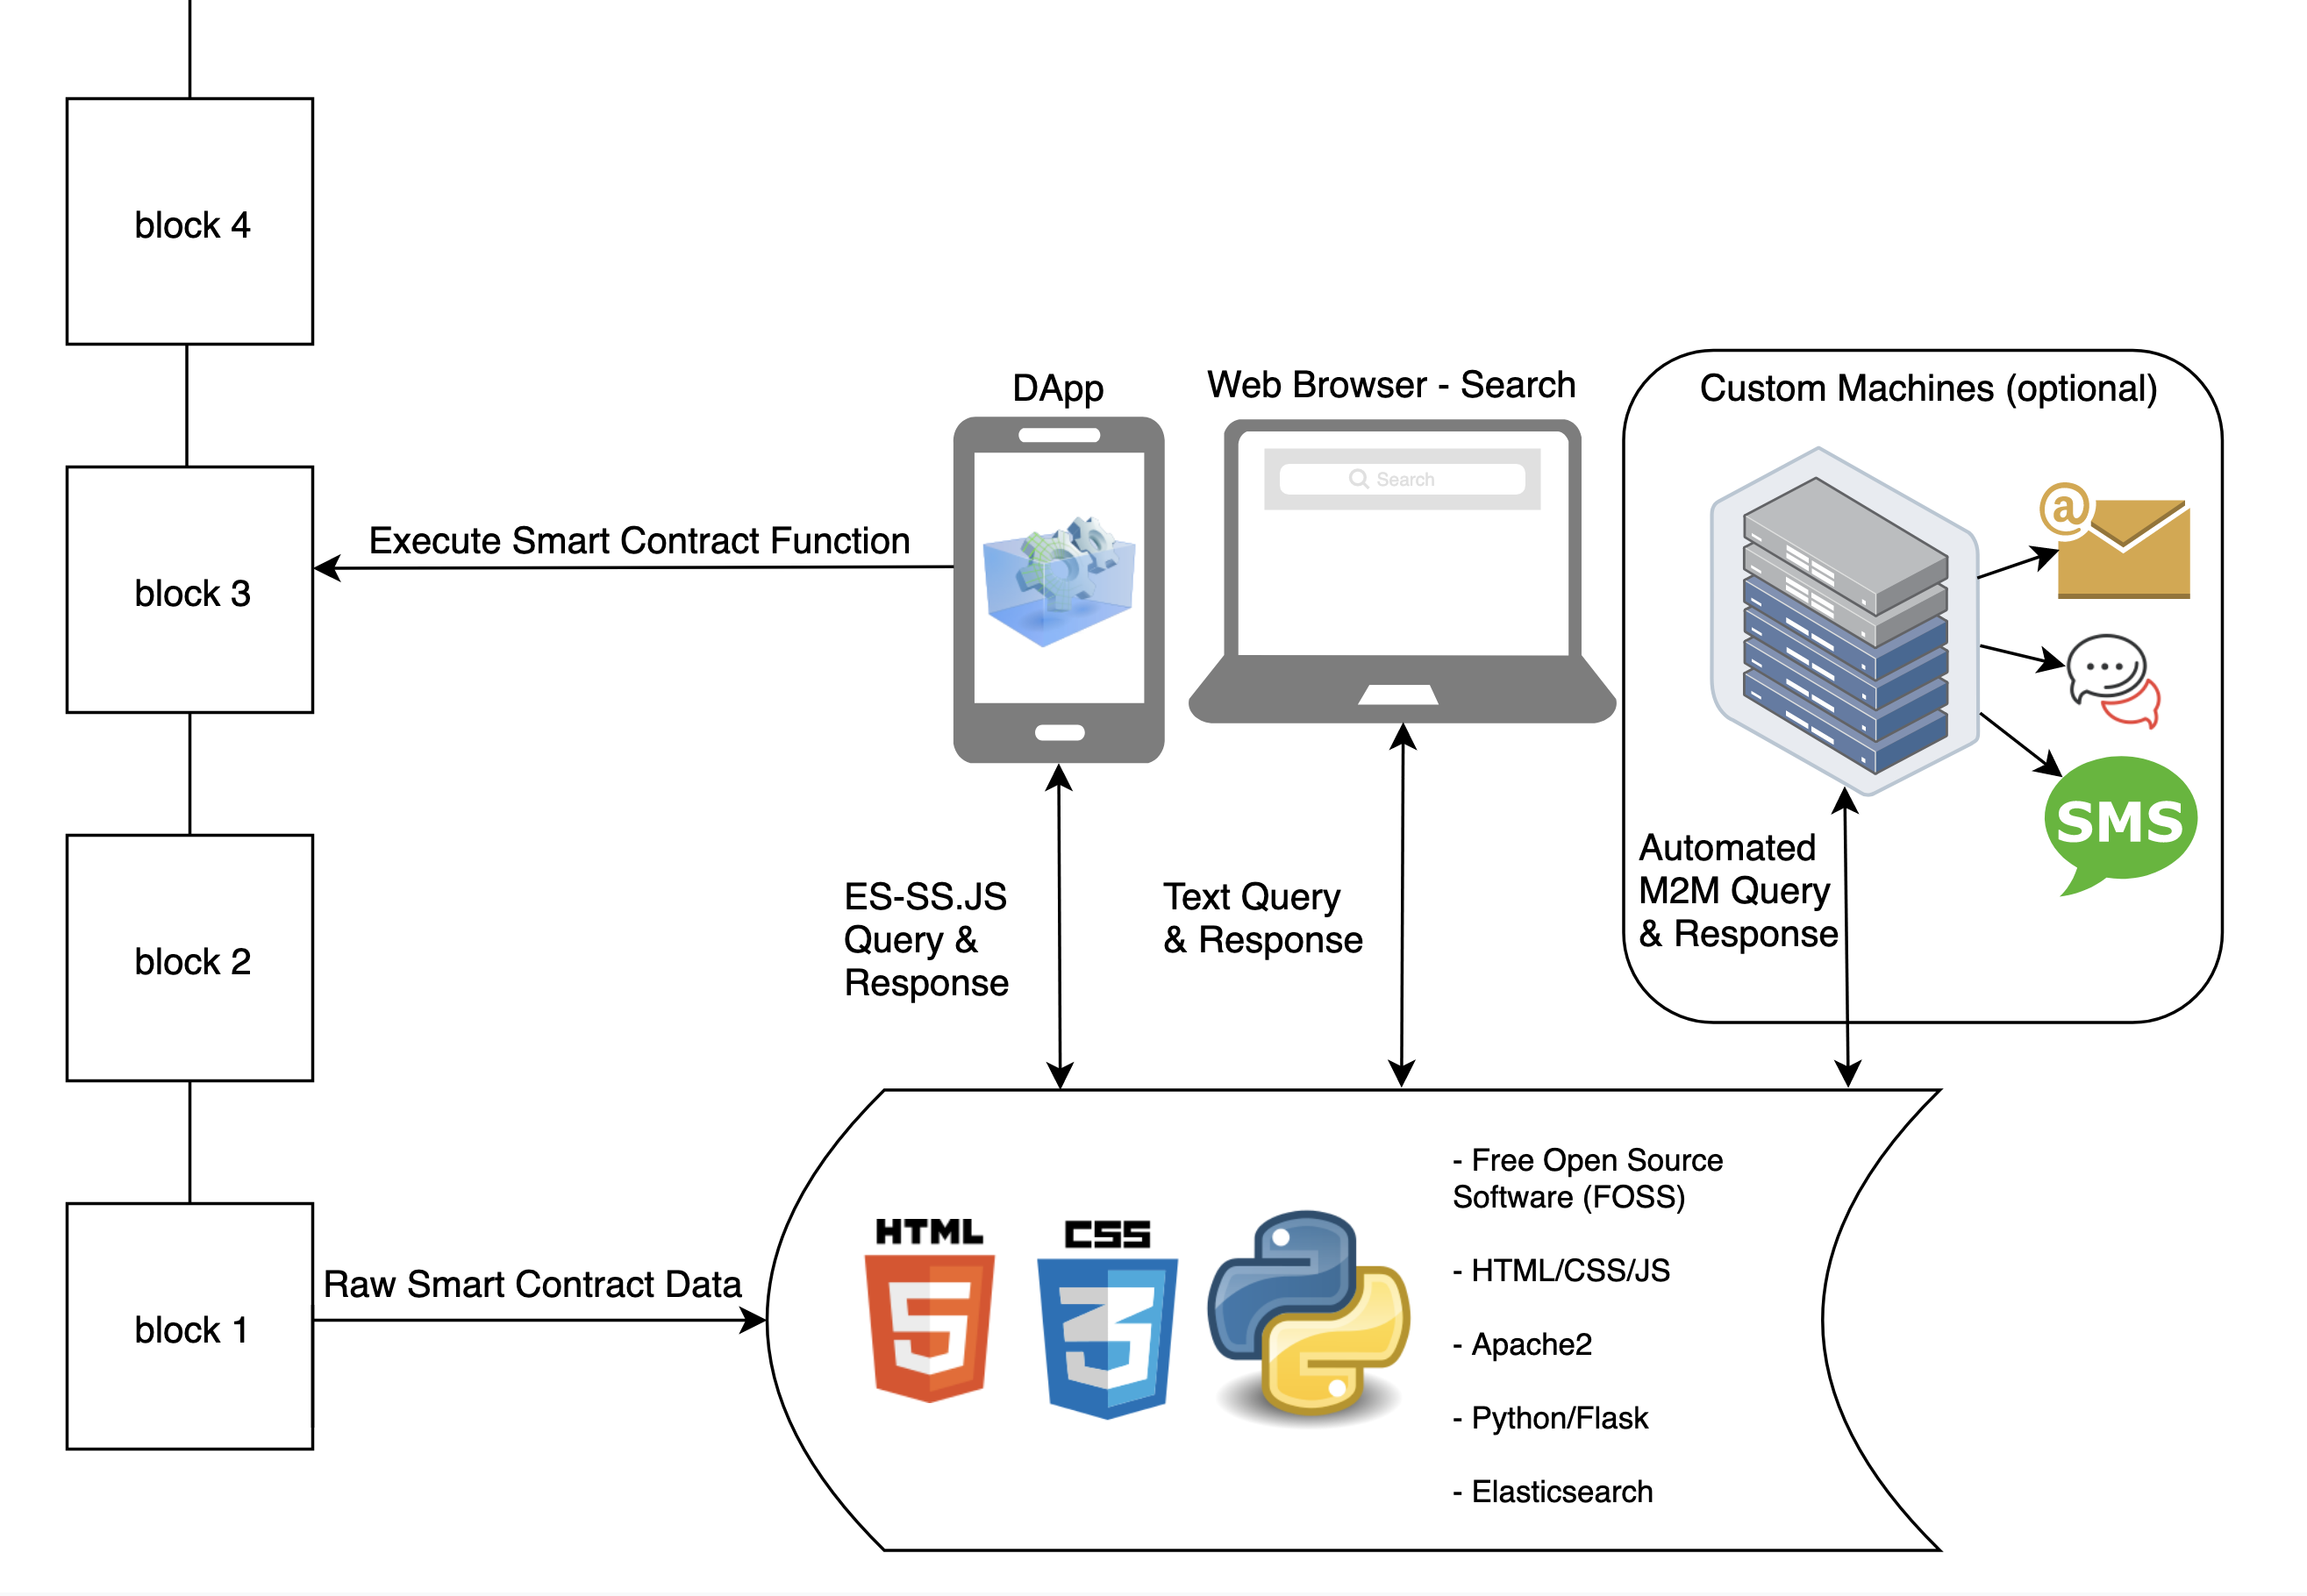 block 4
DApp
Web Browser - Search
Custom Machines (optional)
Search
@
Execute Smart Contract Function
block 3
SMS
Automated
M2M Query
& Response
ES-SS.JS
Query &
Response
Text Query
& Response
block 2
- Free Open Source
Software (FOSS)
HTML
CSS
5
3
- HTML/CSS/JS
Raw Smart Contract Data
block 1
- Apache2
- Python/Flask
- Elasticsearch